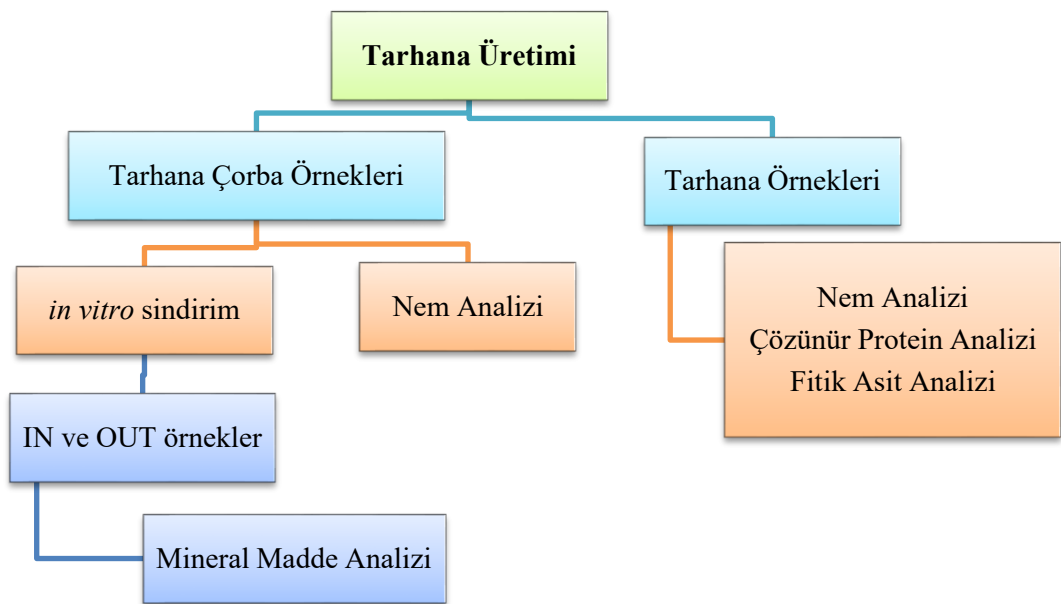 Tarhana Üretimi
Tarhana Çorba Örnekleri
Tarhana Örnekleri
in vitro sindirim
Nem Analizi
Nem Analizi
Çözünür Protein Analizi
Fitik Asit Analizi
IN ve OUT örnekler
Mineral Madde Analizi